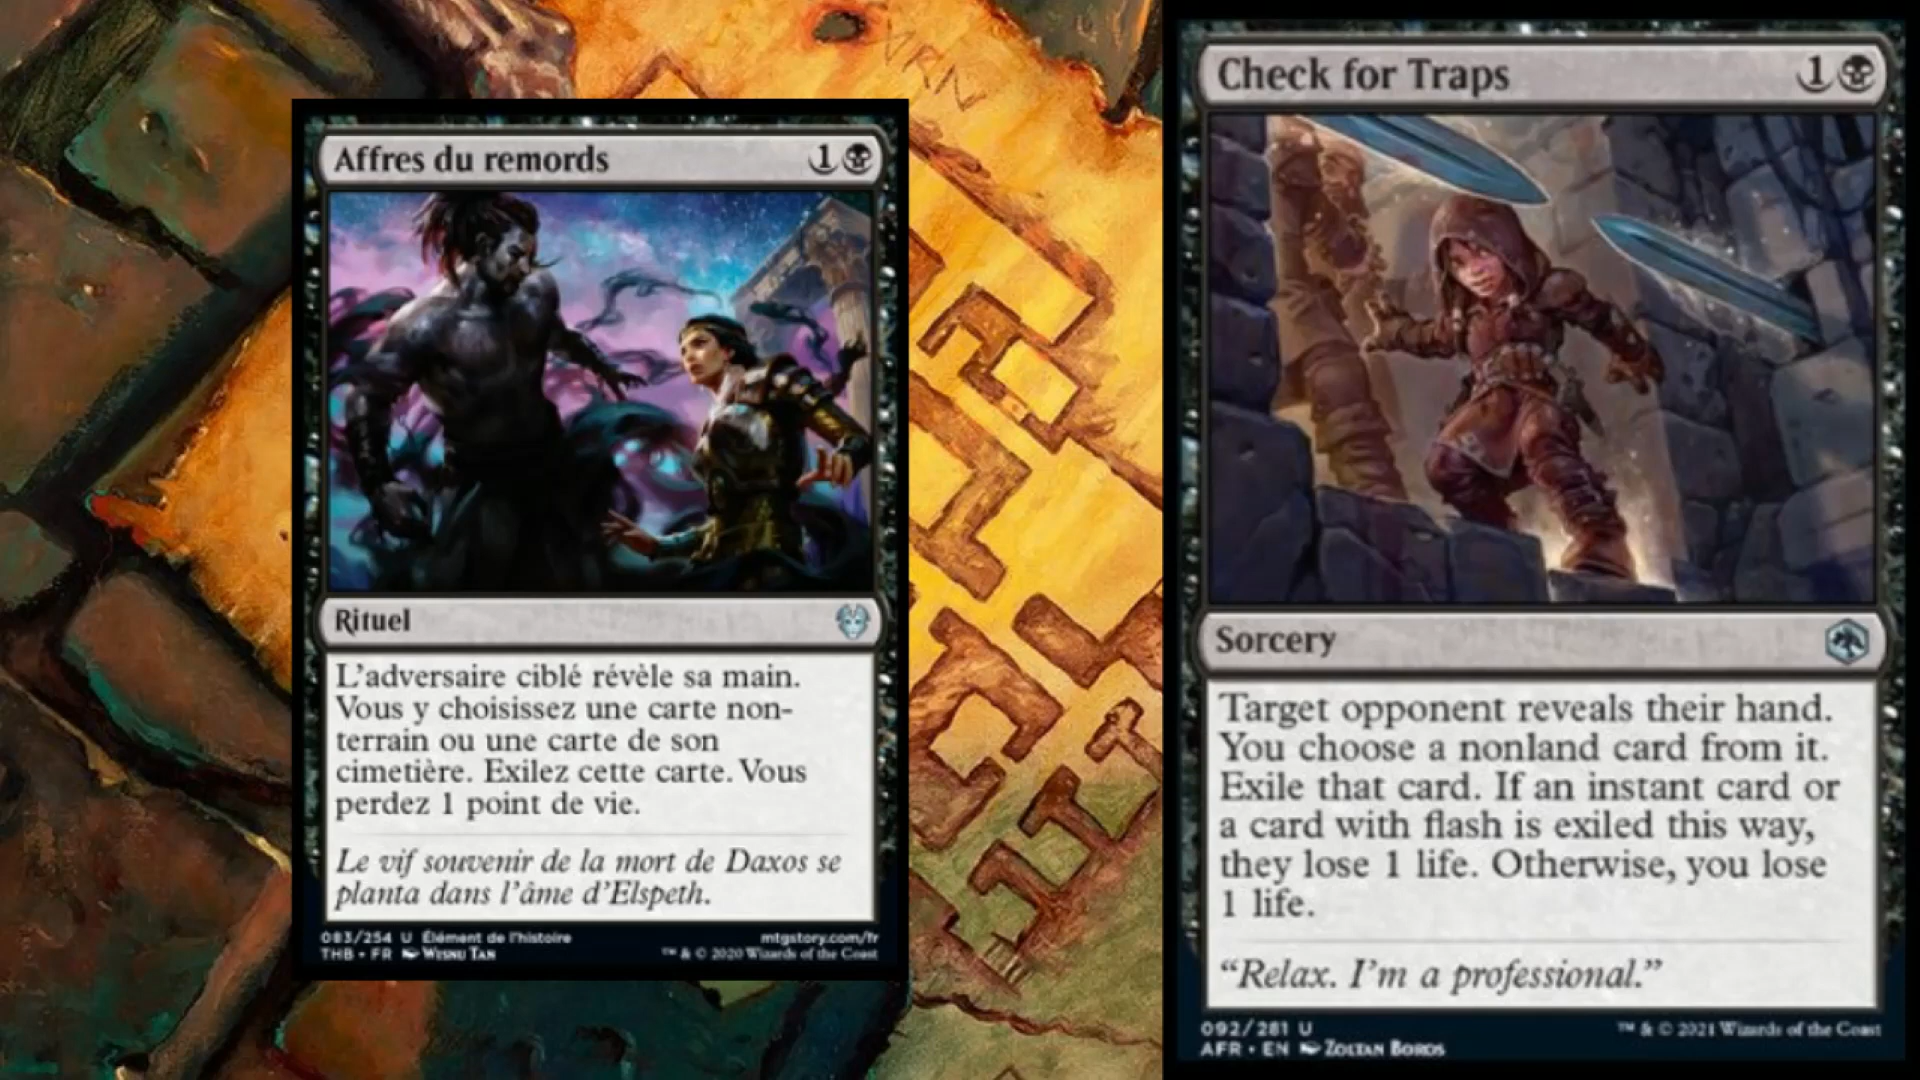 Affres du remords 1
Rituel
L'adversaire ciblé révèle sa main.
Vous y choisissez une carte non-
terrain ou une carte de son
cimetière. Exilez cette carte. Vous
perdez 1 point de vie.
Le vif souvenir de la mort de Daxos se
planta dans l'âme d'Elspeth.
083/254 U Élément de l'histoire mtgstory.com/fr
THB • FR Wisnu Tan ™ & © 2020 Wizards of the Coast
Check for Traps 1
Sorcery
Target opponent reveals their hand.
You choose a nonland card from it.
Exile that card. If an instant card or
a card with flash is exiled this way,
they lose 1 life. Otherwise, you lose
1 life.
"Relax. I'm a professional."
092/281 U ™ & © 2021 Wizards of the Coast
AFR • EN Zoltan Boros